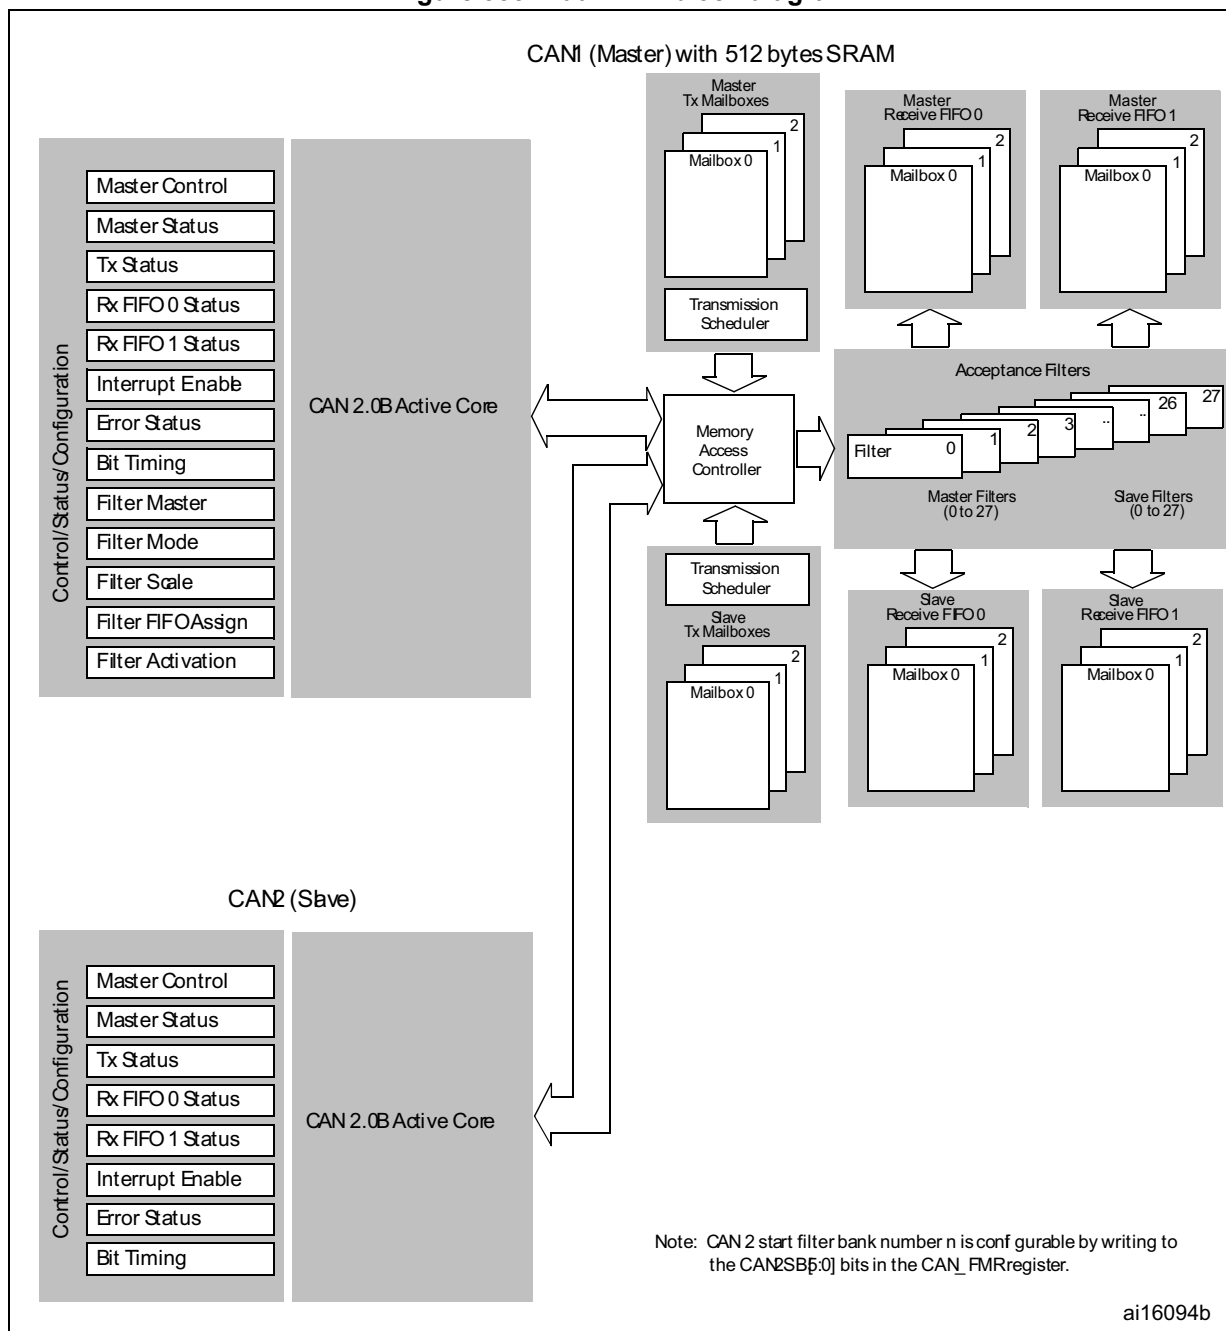 CAN1 (Master) with 512 bytes SRAM
Master
Tx Mailboxes
2
1
Mailbox 0
Transmission
Scheduler
Master
Receive FIFO 0
2
1
Mailbox 0
Master
Receive FIFO 1
2
1
Mailbox 0
Control/Status/Configuration
Master Control
Master Status
Tx Status
Rx FIFO 0 Status
Rx FIFO 1 Status
Interrupt Enable
Error Status
Bit Timing
Filter Master
Filter Mode
Filter Scale
Filter FIFO Assign
Filter Activation
CAN 2.0B Active Core
Memory
Access
Controller
Acceptance Filters
Filter 0 1 2 3 .. .. 26 27
Master Filters
(0 to 27)
Slave Filters
(0 to 27)
Transmission
Scheduler
Slave
Tx Mailboxes
2
1
Mailbox 0
Slave
Receive FIFO 0
2
1
Mailbox 0
Slave
Receive FIFO 1
2
1
Mailbox 0
CAN2 (Slave)
Control/Status/Configuration
Master Control
Master Status
Tx Status
Rx FIFO 0 Status
Rx FIFO 1 Status
Interrupt Enable
Error Status
Bit Timing
CAN 2.0B Active Core
Note: CAN 2 start filter bank number n is conf gurable by writing to
the CAN2SB[5:0] bits in the CAN_FMR register.
ai16094b